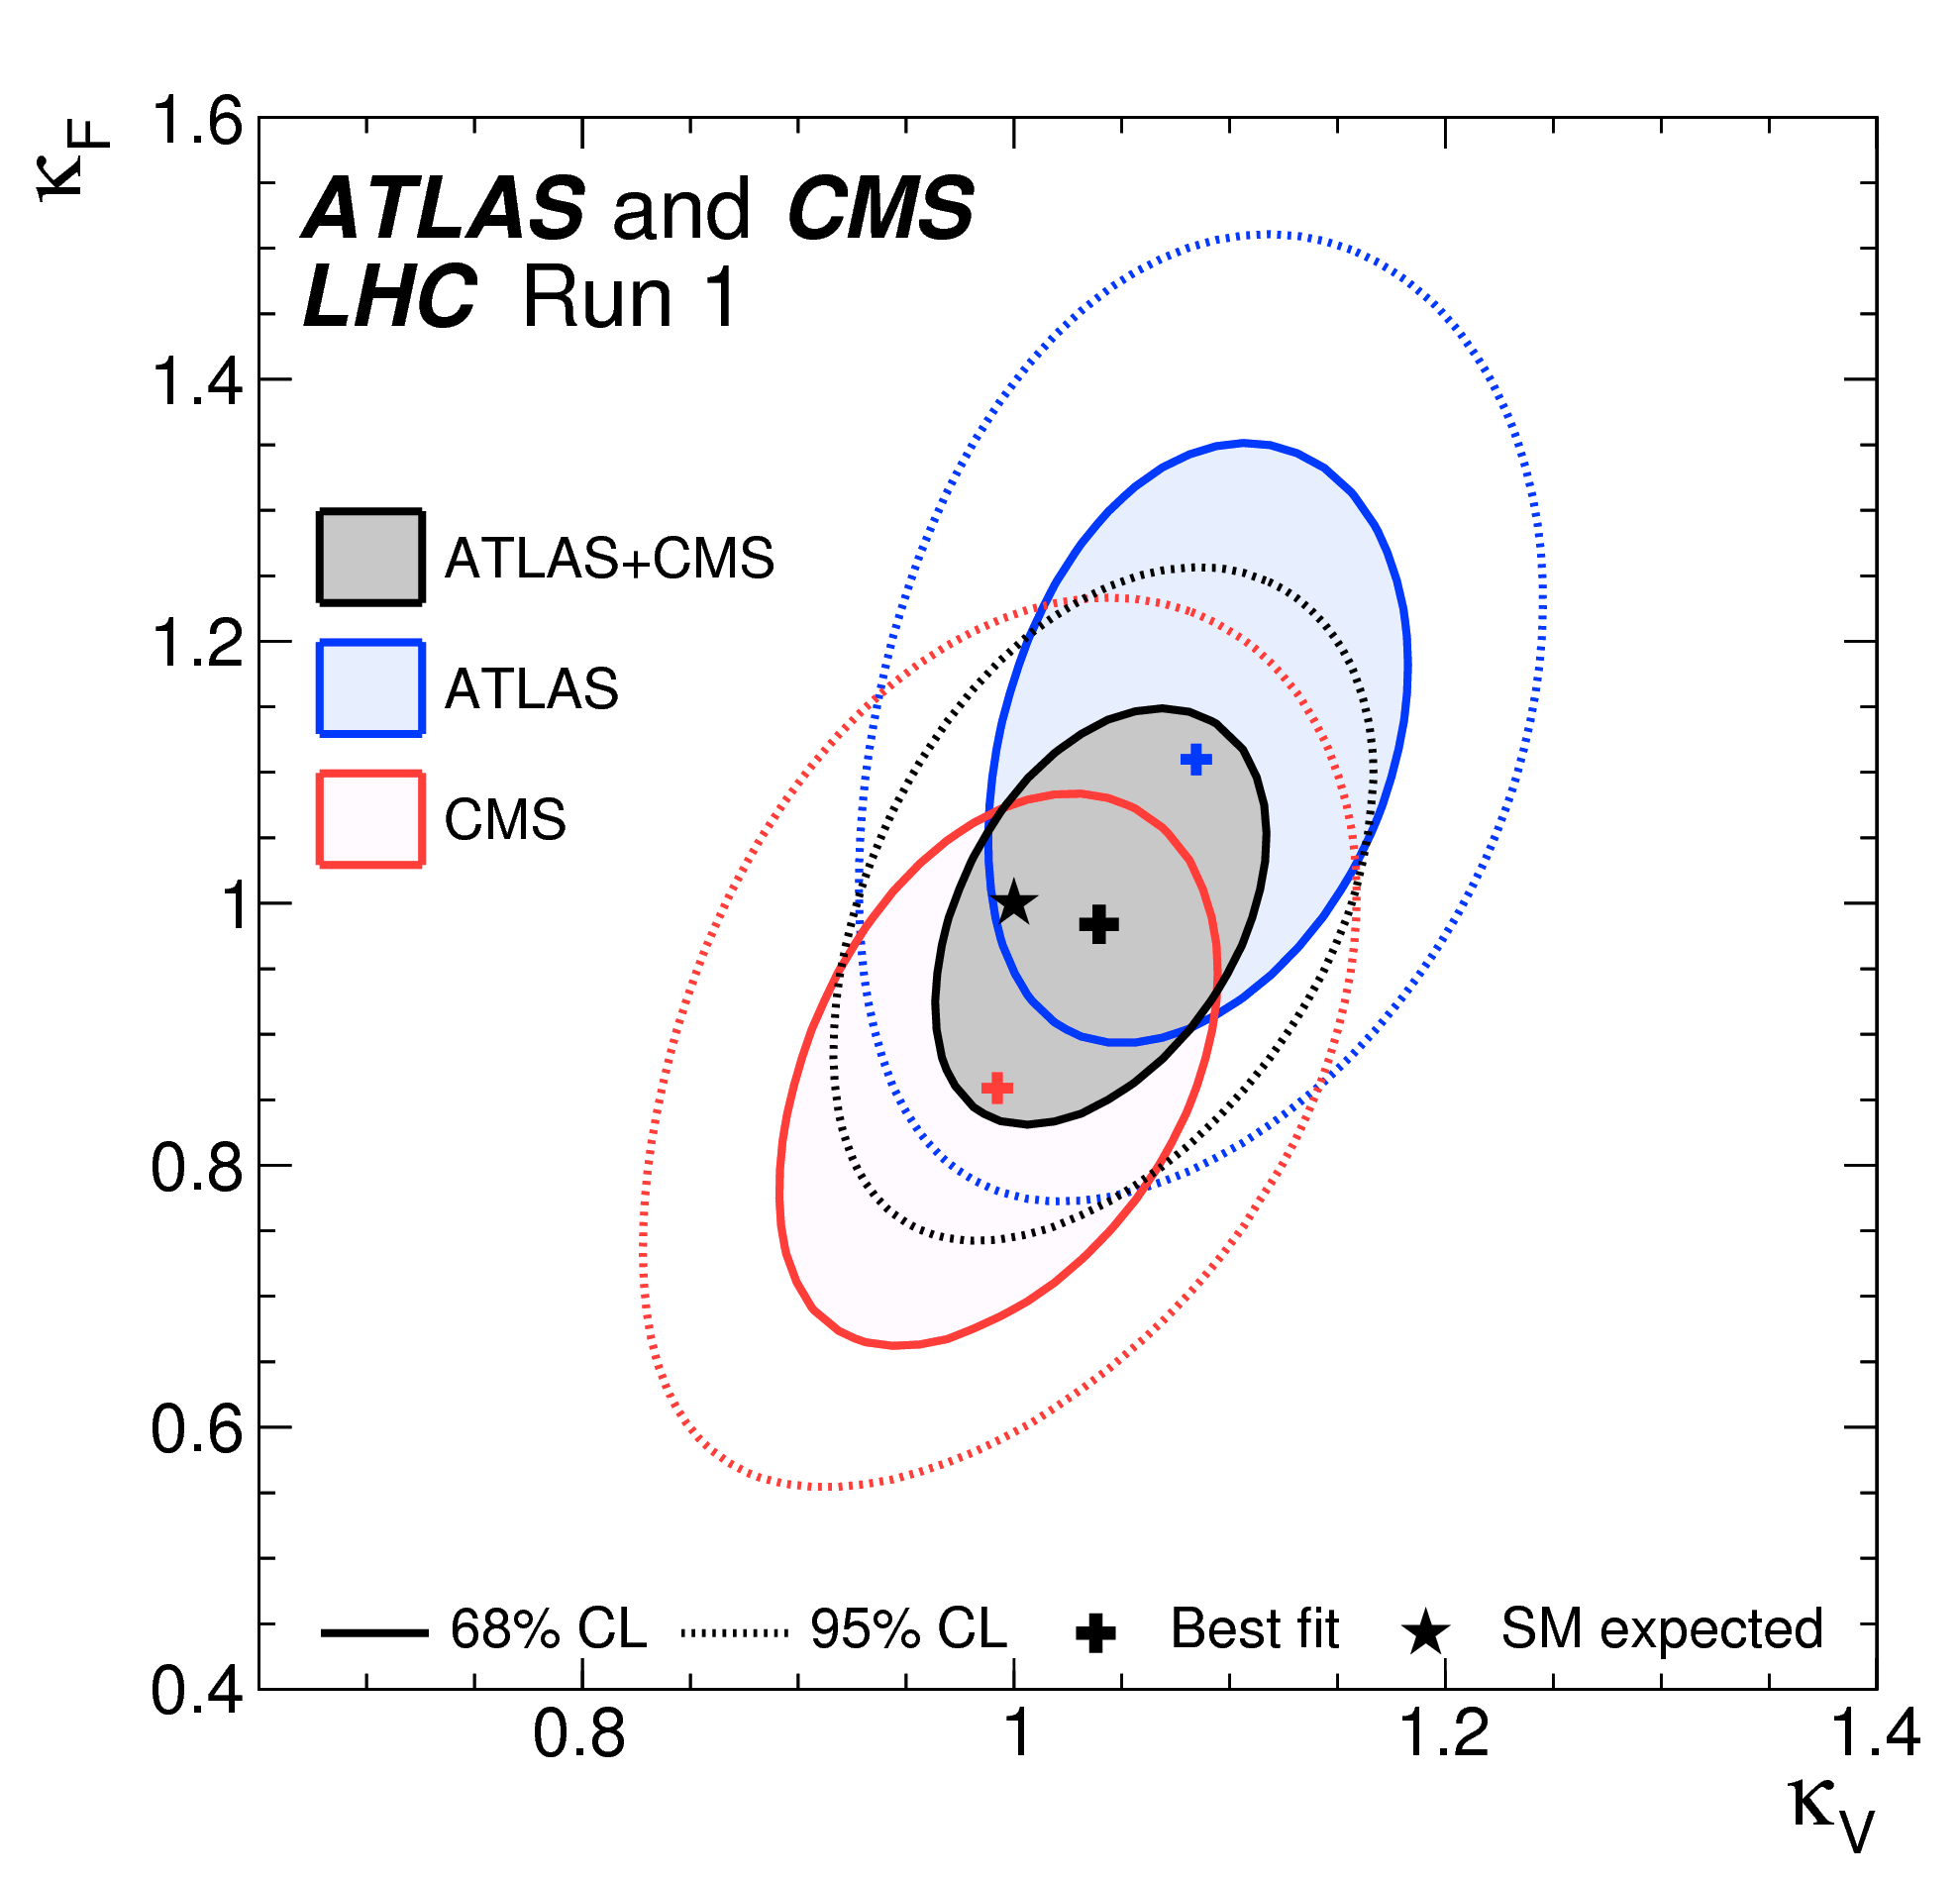 κF
1.6
ATLAS and CMS
LHC Run 1
1.4
ATLAS+CMS
1.2
ATLAS
CMS
1
0.8
0.6
68% CL 95% CL Best fit SM expected
0.4
0.8 1 1.2 1.4
κV